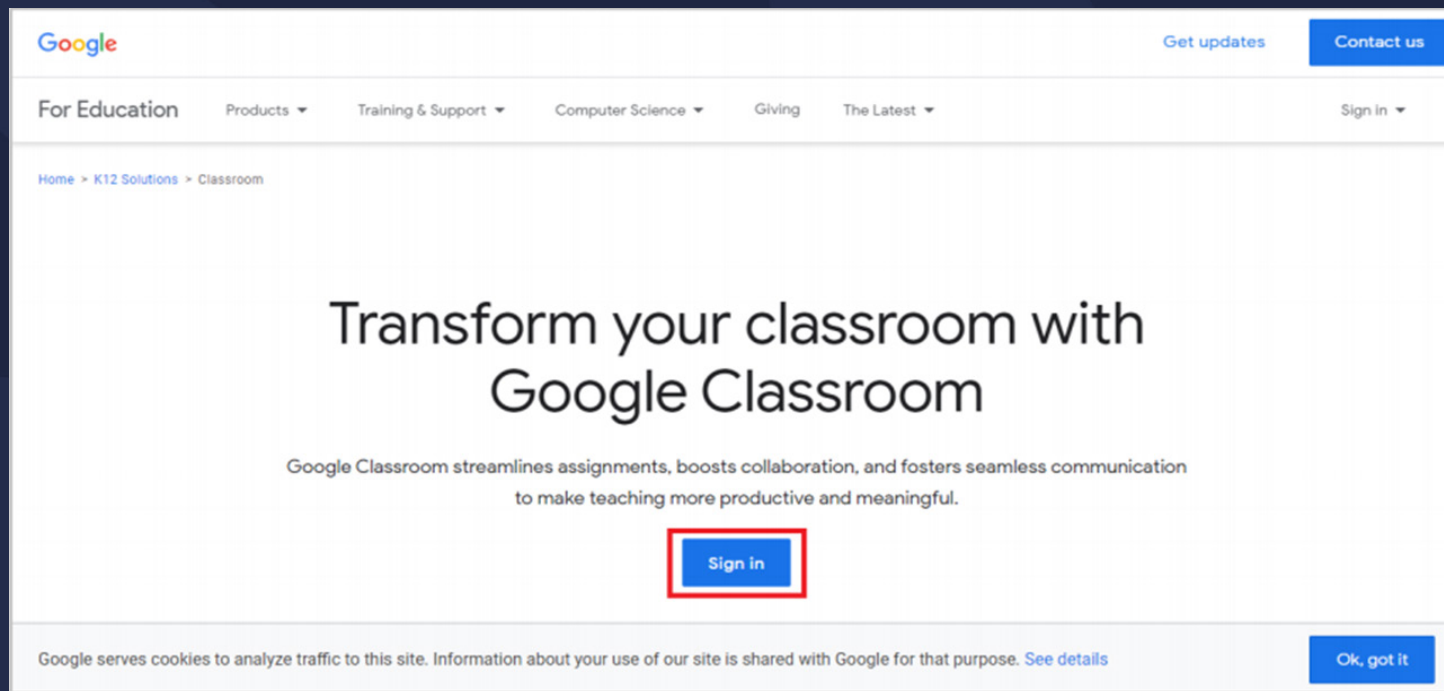 Google
Get updates
Contact us
For Education
Products
Training & Support
Computer Science
Giving
The Latest
Sign in
Home > K12 Solutions > Classroom
Transform your classroom with
Google Classroom
Google Classroom streamlines assignments, boosts collaboration, and fosters seamless communication
to make teaching more productive and meaningful.
Sign in
Google serves cookies to analyze traffic to this site. Information about your use of our site is shared with Google for that purpose. See details
Ok, got it